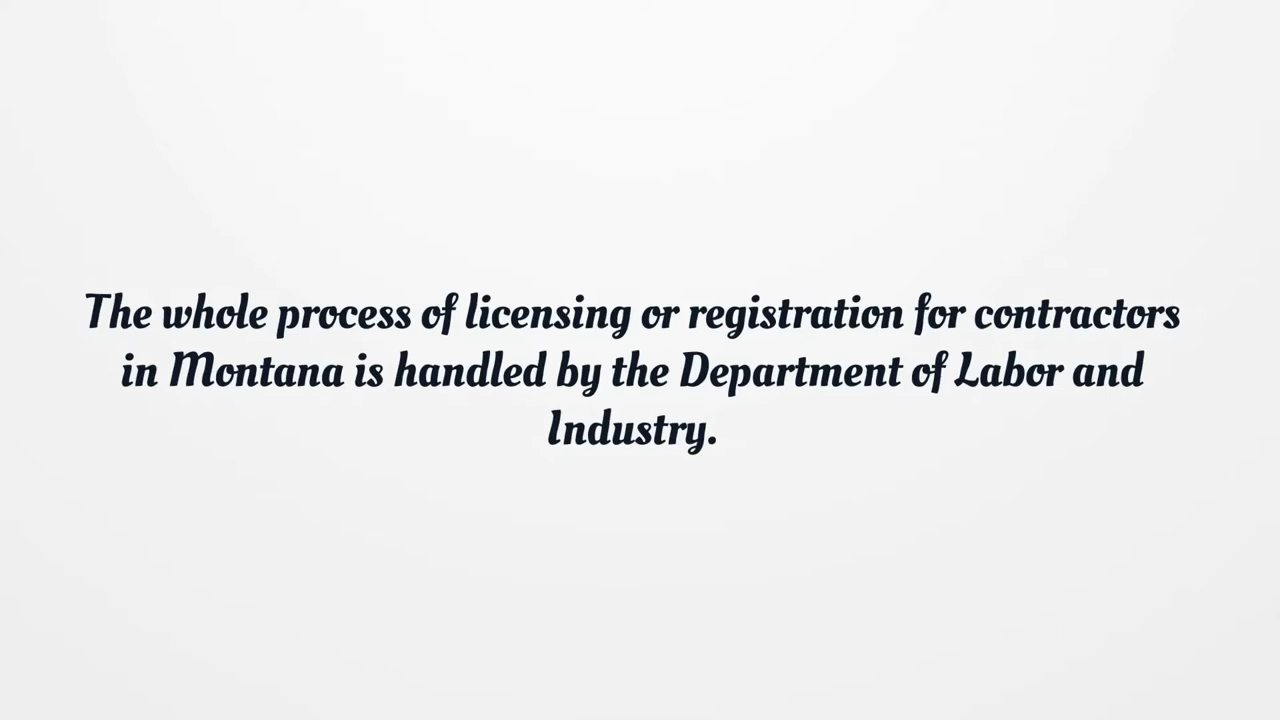 The whole process of licensing or registration for contractors
in Montana is handled by the Department of Labor and
Industry.